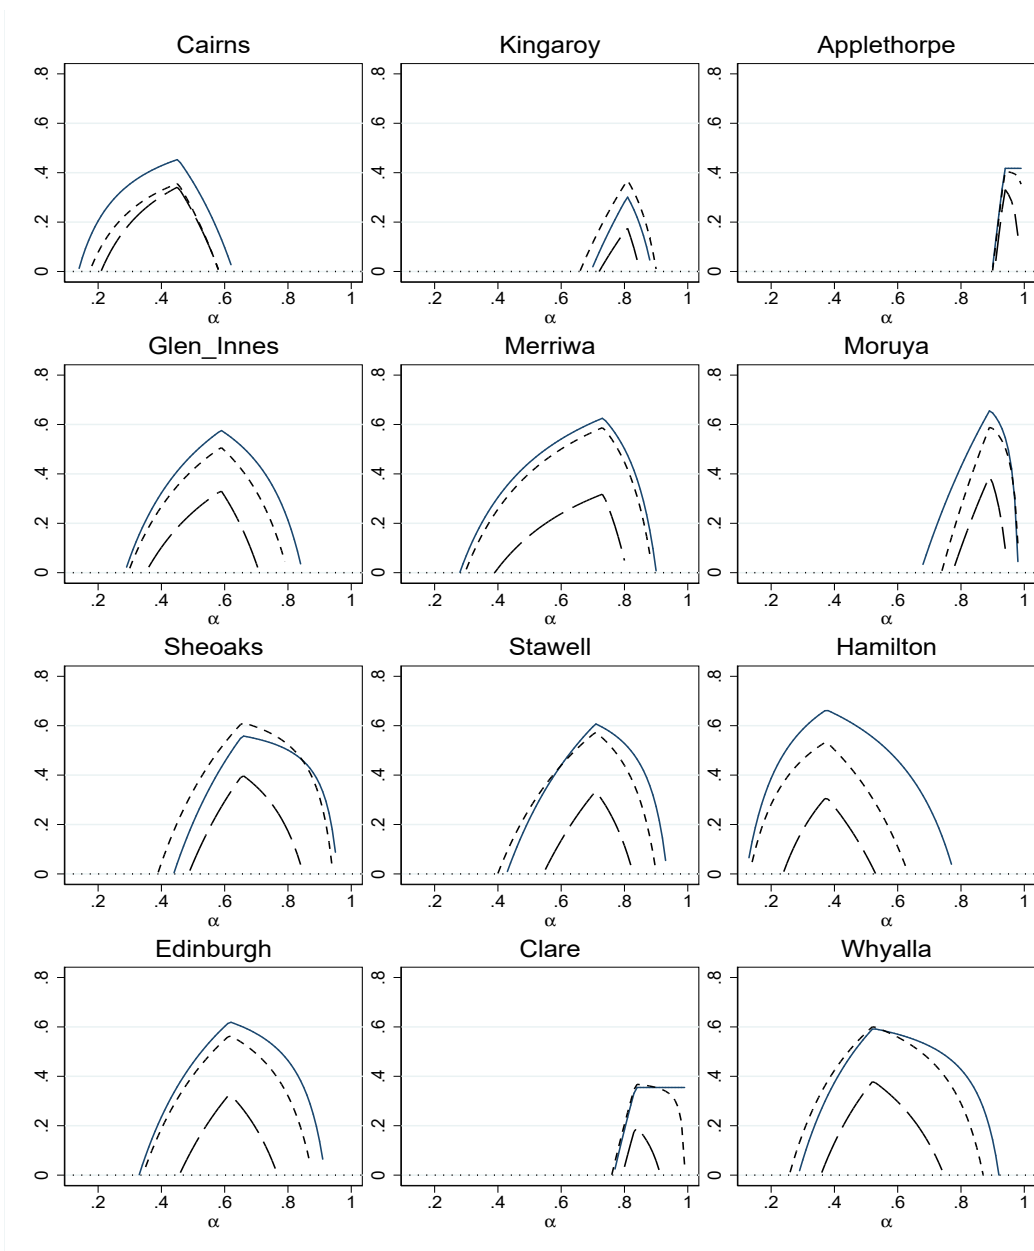 Cairns Kingaroy Applethorpe
.8 .8 .8
.6 .6 .6
.4 .4 .4
.2 .2 .2
0 0 0
.2 .4 .6 .8 1 .2 .4 .6 .8 1 .2 .4 .6 .8 1
α α α
Glen_Innes Merriwa Moruya
.8 .8 .8
.6 .6 .6
.4 .4 .4
.2 .2 .2
0 0 0
.2 .4 .6 .8 1 .2 .4 .6 .8 1 .2 .4 .6 .8 1
α α α
Sheoaks Stawell Hamilton
.8 .8 .8
.6 .6 .6
.4 .4 .4
.2 .2 .2
0 0 0
.2 .4 .6 .8 1 .2 .4 .6 .8 1 .2 .4 .6 .8 1
α α α
Edinburgh Clare Whyalla
.8 .8 .8
.6 .6 .6
.4 .4 .4
.2 .2 .2
0 0 0
.2 .4 .6 .8 1 .2 .4 .6 .8 1 .2 .4 .6 .8 1
α α α